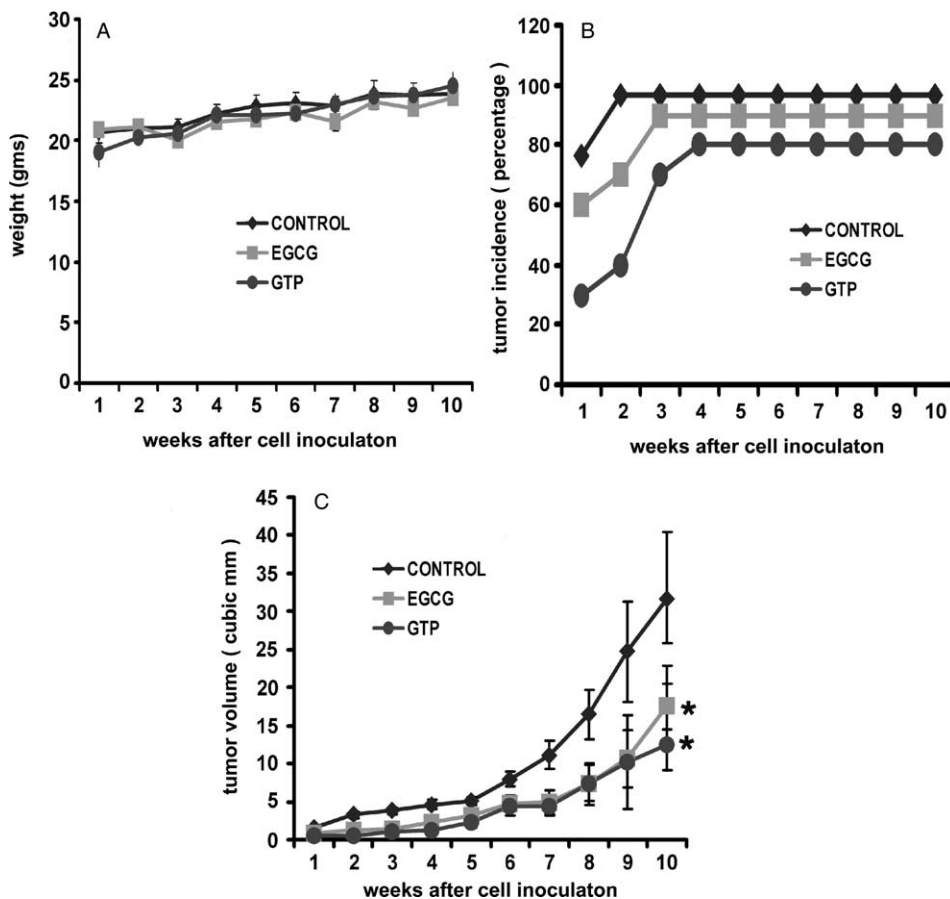 A
30
25
20
15
10
5
0
weight (gms)
CONTROL
EGCG
GTP
1 2 3 4 5 6 7 8 9 10
weeks after cell inoculaton
B
120
100
80
60
40
20
0
tumor incidence ( percentage )
CONTROL
EGCG
GTP
1 2 3 4 5 6 7 8 9 10
weeks after cell inoculaton
C
45
40
35
30
25
20
15
10
5
0
tumor volume ( cubic mm )
CONTROL
EGCG
GTP
*
*
1 2 3 4 5 6 7 8 9 10
weeks after cell inoculaton